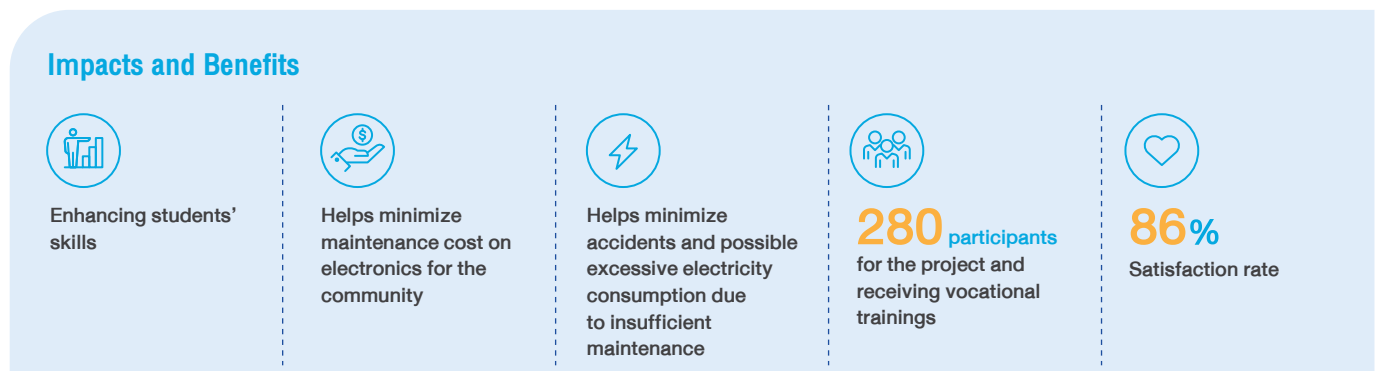 Impacts and Benefits
$
Enhancing students’
skills
Helps minimize
maintenance cost on
electronics for the
community
Helps minimize
accidents and possible
excessive electricity
consumption due
to insufficient
maintenance
280 participants
for the project and
receiving vocational
trainings
86%
Satisfaction rate